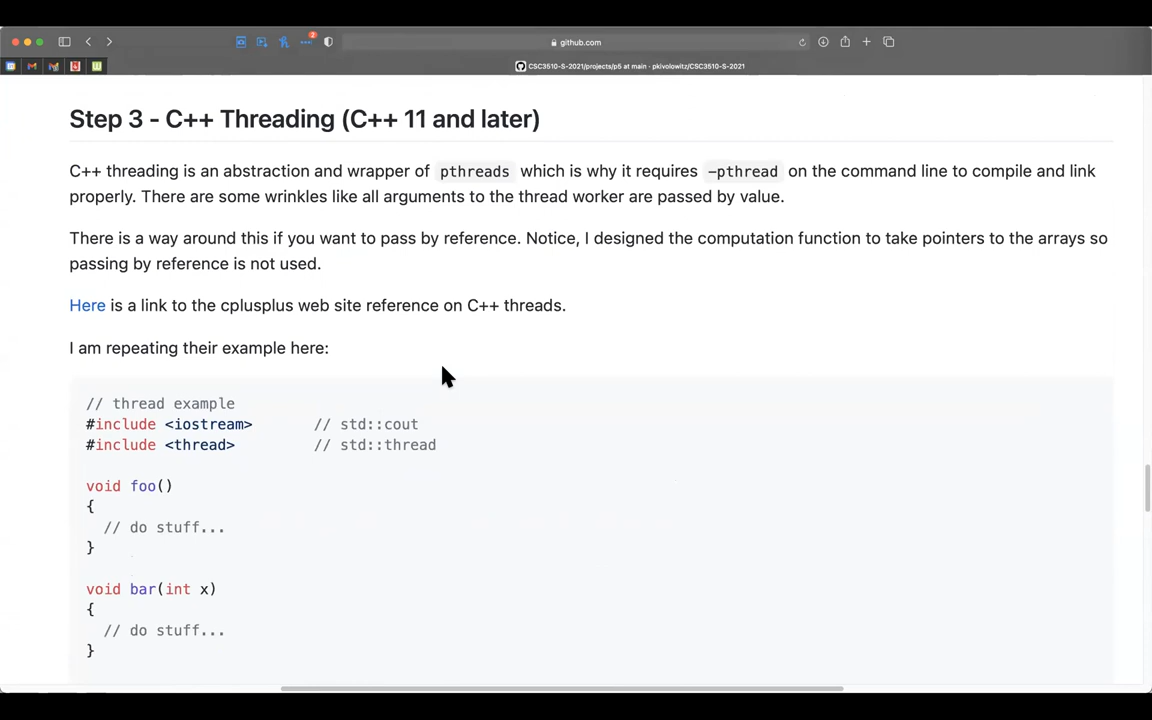 2
github.com
CSC3510-S-2021/projects/p5 at main · pkivolowitz/CSC3510-S-2021
Step 3 - C++ Threading (C++ 11 and later)
C++ threading is an abstraction and wrapper of pthreads which is why it requires -pthread on the command line to compile and link
properly. There are some wrinkles like all arguments to the thread worker are passed by value.
There is a way around this if you want to pass by reference. Notice, I designed the computation function to take pointers to the arrays so
passing by reference is not used.
Here is a link to the cplusplus web site reference on C++ threads.
I am repeating their example here:
// thread example
#include <iostream>       // std::cout
#include <thread>         // std::thread
void foo()
{
  // do stuff...
}
void bar(int x)
{
  // do stuff...
}